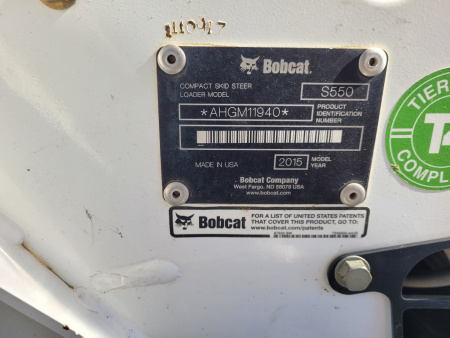 Bobcat
COMPACT SKID STEER
LOADER MODEL
S550
*AHGM11940*
PRODUCT
IDENTIFICATION
NUMBER
MADE IN USA
2015
MODEL
YEAR
Bobcat Company
West Fargo, ND 58078 USA
www.bobcat.com
Bobcat
FOR A LIST OF UNITED STATES PATENTS
THAT COVER THIS PRODUCT, GO TO:
www.bobcat.com/patents
TIER
T4
COMPL